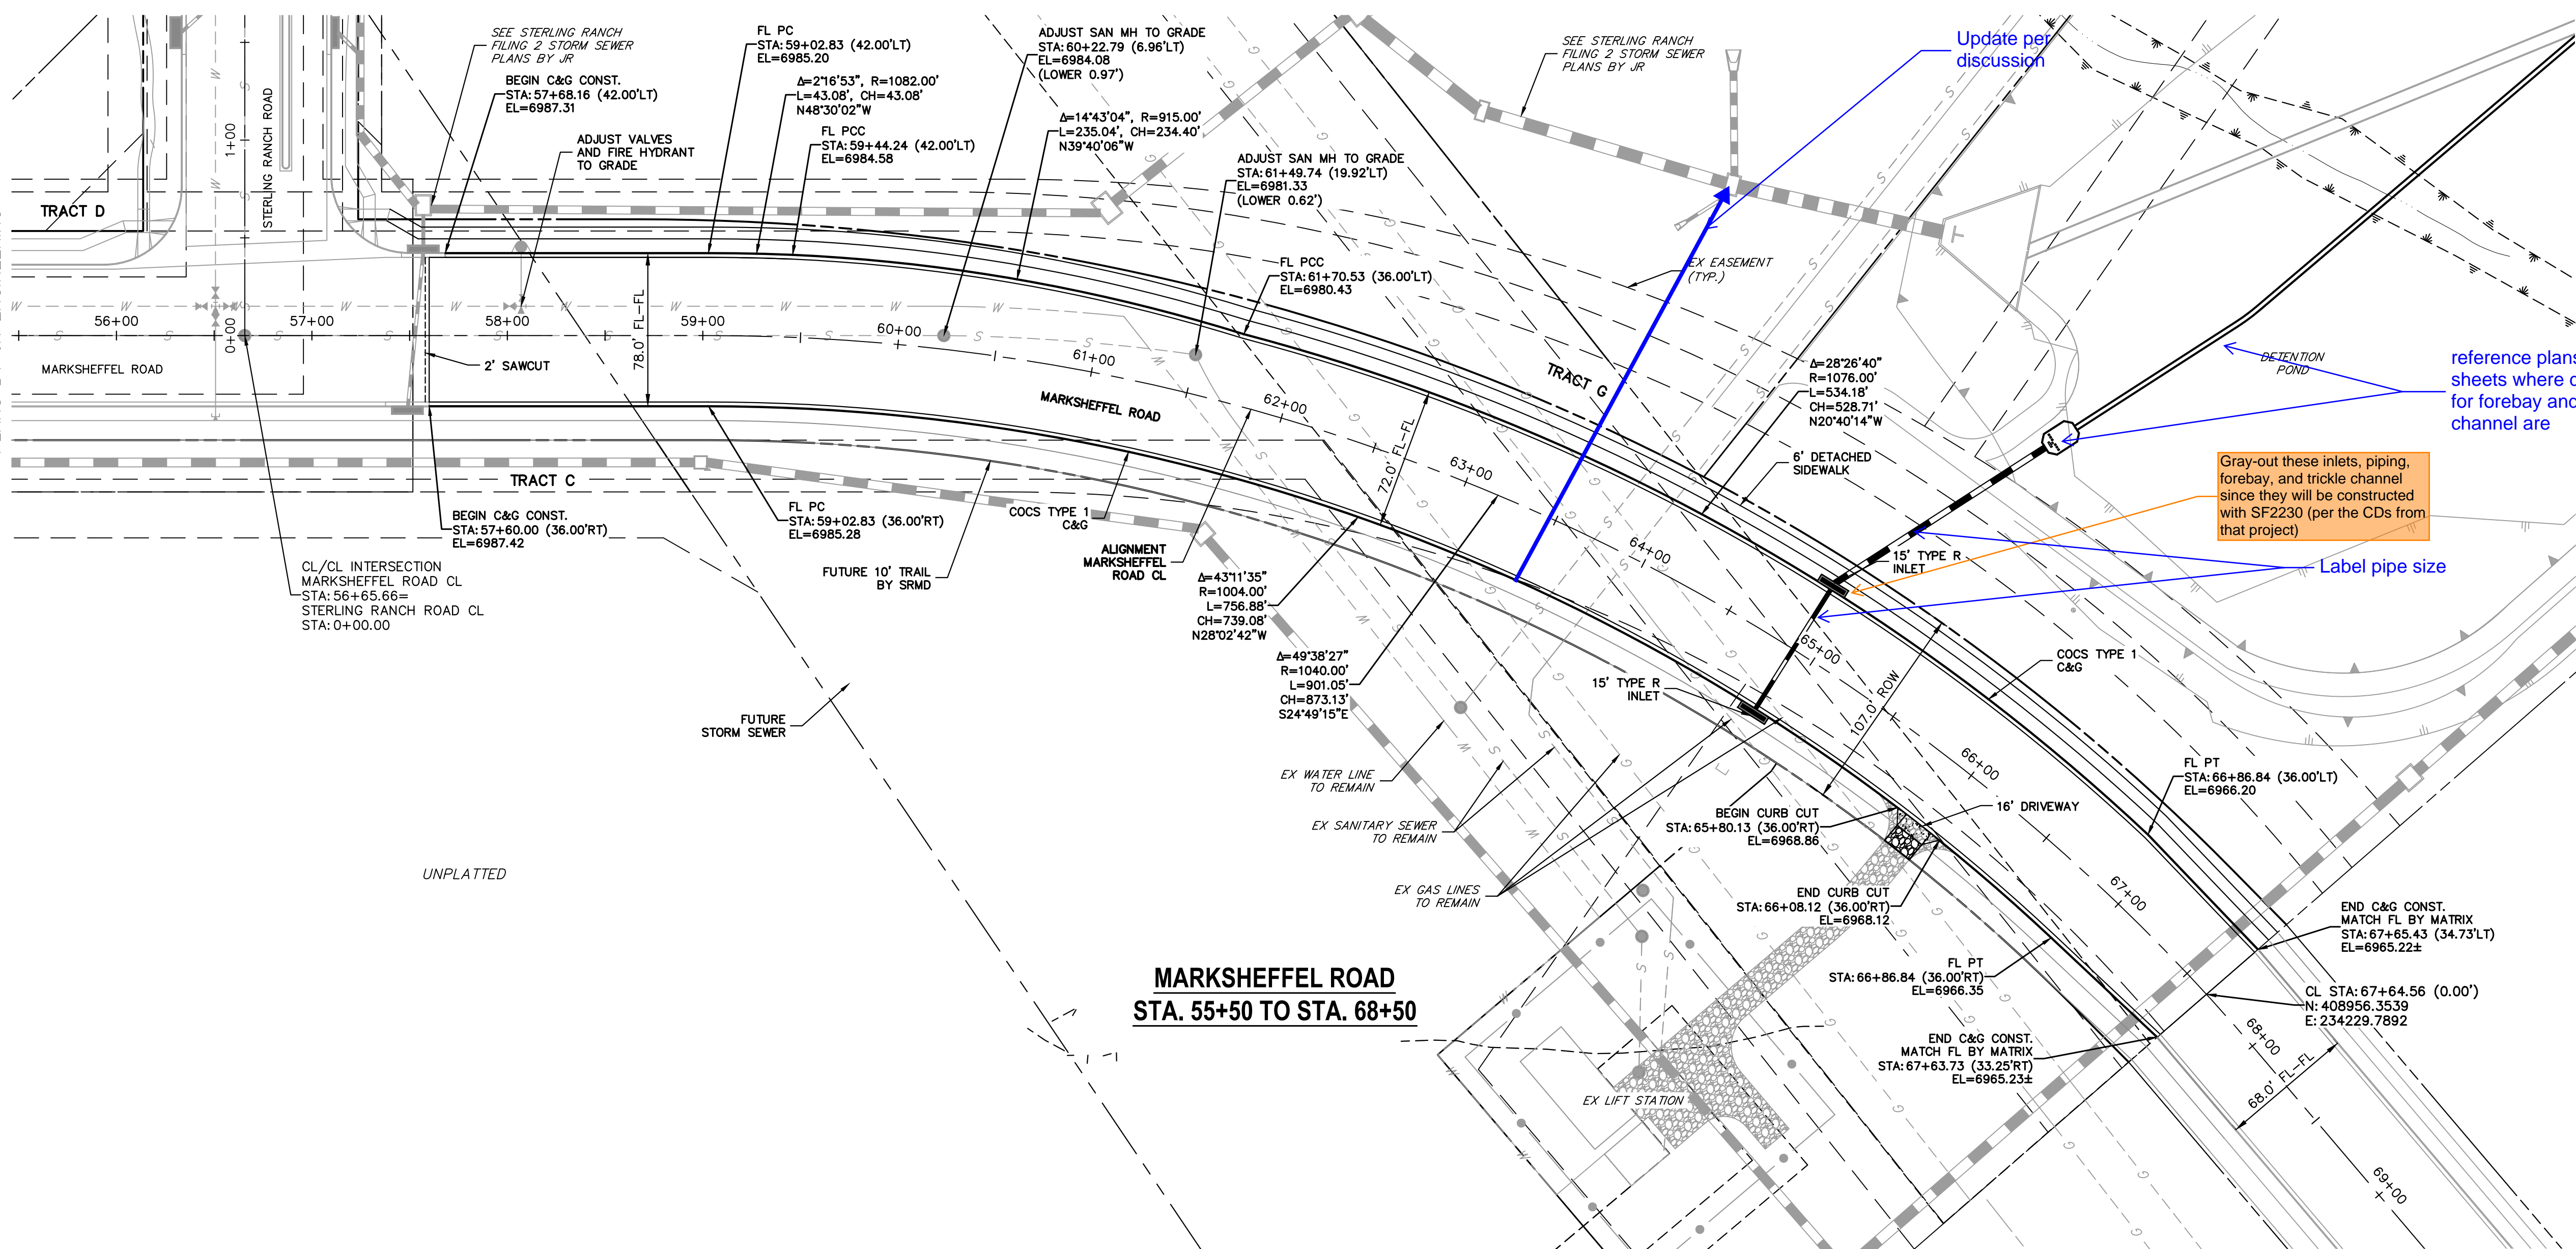 SEE STERLING RANCH
FILING 2 STORM SEWER
PLANS BY JR
BEGIN C&G CONST.
STA: 57+68.16 (42.00'LT)
EL=6987.31
FL PC
STA: 59+02.83 (42.00'LT)
EL=6985.20
Δ=2°16'53", R=1082.00'
L=43.08', CH=43.08'
N48°30'02"W
FL PCC
STA: 59+44.24 (42.00'LT)
EL=6984.58
ADJUST VALVES
AND FIRE HYDRANT
TO GRADE
ADJUST SAN MH TO GRADE
STA: 60+22.79 (6.96'LT)
EL=6984.08
(LOWER 0.97')
Δ=14°43'04", R=915.00'
L=235.04', CH=234.40'
N39°40'06"W
ADJUST SAN MH TO GRADE
STA: 61+49.74 (19.92'LT)
EL=6981.33
(LOWER 0.62')
FL PCC
STA: 61+70.53 (36.00'LT)
EL=6980.43
SEE STERLING RANCH
FILING 2 STORM SEWER
PLANS BY JR
Update per
discussion
EX EASEMENT
(TYP.)
TRACT D
STERLING RANCH ROAD
1+00
0+00
56+00
57+00
58+00
59+00
60+00
61+00
62+00
63+00
64+00
65+00
66+00
67+00
68+00
69+00
MARKSHEFFEL ROAD
2' SAWCUT
78.0' FL-FL
MARKSHEFFEL ROAD
72.0' FL-FL
TRACT G
Δ=28°26'40"
R=1076.00'
L=534.18'
CH=528.71'
N20°40'14"W
6' DETACHED
SIDEWALK
DETENTION
POND
reference plans
sheets where
for forebay and
channel are
Gray-out these inlets, piping,
forebay, and trickle channel
since they will be constructed
with SF2230 (per the CDs from
that project)
Label pipe size
15' TYPE R
INLET
TRACT C
BEGIN C&G CONST.
STA: 57+60.00 (36.00'RT)
EL=6987.42
CL/CL INTERSECTION
MARKSHEFFEL ROAD CL
STA: 56+65.66=
STERLING RANCH ROAD CL
STA: 0+00.00
FL PC
STA: 59+02.83 (36.00'RT)
EL=6985.28
FUTURE 10' TRAIL
BY SRMD
COCS TYPE 1
C&G
ALIGNMENT
MARKSHEFFEL
ROAD CL
Δ=43°11'35"
R=1004.00'
L=756.88'
CH=739.08'
N28°02'42"W
Δ=49°38'27"
R=1040.00'
L=901.05'
CH=873.13'
S24°49'15"E
15' TYPE R
INLET
107.0' ROW
COCS TYPE 1
C&G
FUTURE
STORM SEWER
UNPLATTED
EX WATER LINE
TO REMAIN
EX SANITARY SEWER
TO REMAIN
EX GAS LINES
TO REMAIN
BEGIN CURB CUT
STA: 65+80.13 (36.00'RT)
EL=6968.86
16' DRIVEWAY
FL PT
STA: 66+86.84 (36.00'LT)
EL=6966.20
END CURB CUT
STA: 66+08.12 (36.00'RT)
EL=6968.12
FL PT
STA: 66+86.84 (36.00'RT)
EL=6966.35
END C&G CONST.
MATCH FL BY MATRIX
STA: 67+65.43 (34.73'LT)
EL=6965.22±
CL STA: 67+64.56 (0.00')
N: 408956.3539
E: 234229.7892
END C&G CONST.
MATCH FL BY MATRIX
STA: 67+63.73 (33.25'RT)
EL=6965.23±
68.0' FL-FL
EX LIFT STATION
MARKSHEFFEL ROAD
STA. 55+50 TO STA. 68+50